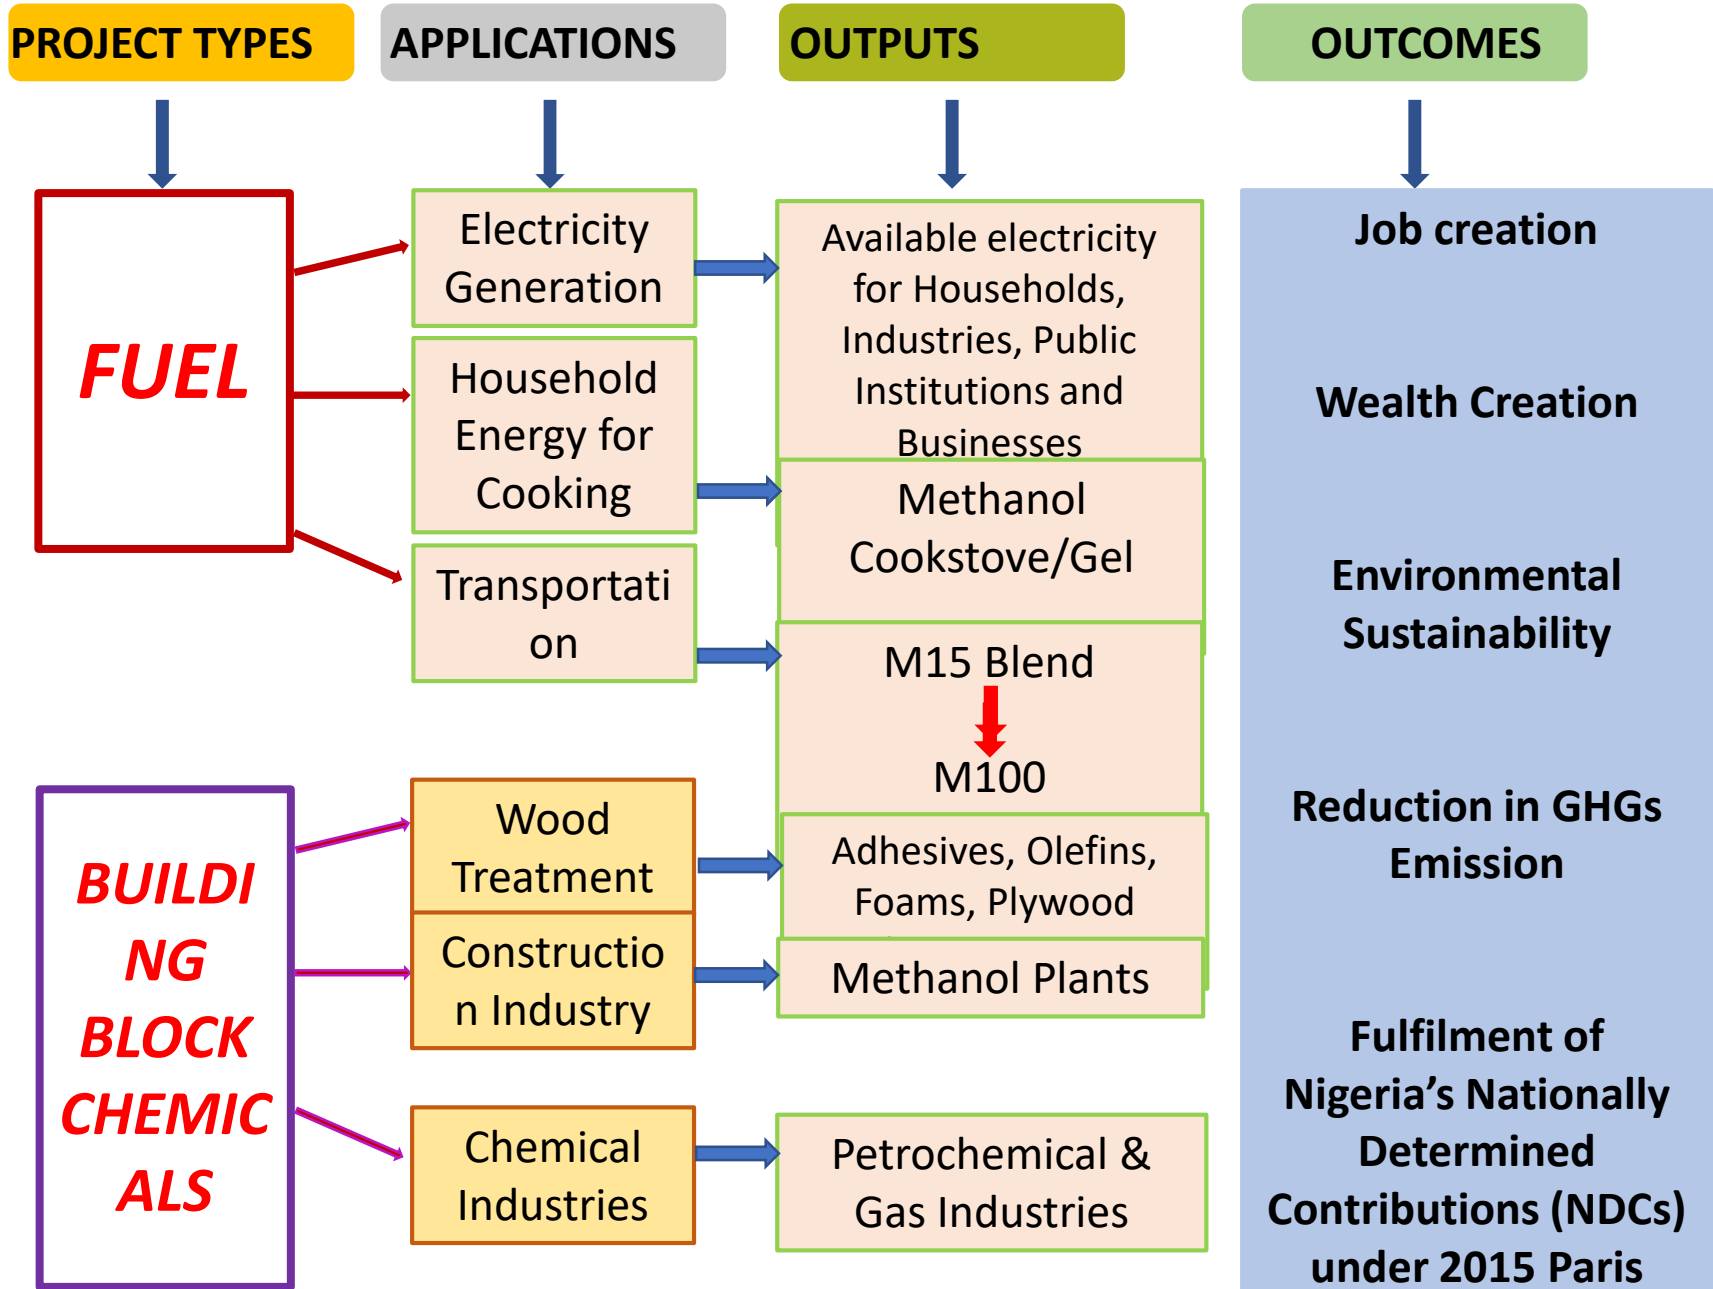 PROJECT TYPES
APPLICATIONS
OUTPUTS
OUTCOMES
FUEL
Electricity
Generation
Household
Energy for
Cooking
Transportati
on
Available electricity
for Households,
Industries, Public
Institutions and
Businesses
Methanol
Cookstove/Gel
M15 Blend
M100
BUILDI
NG
BLOCK
CHEMIC
ALS
Wood
Treatment
Constructio
n Industry
Chemical
Industries
Adhesives, Olefins,
Foams, Plywood
Methanol Plants
Petrochemical &
Gas Industries
Job creation
Wealth Creation
Environmental
Sustainability
Reduction in GHGs
Emission
Fulfilment of
Nigeria’s Nationally
Determined
Contributions (NDCs)
under 2015 Paris